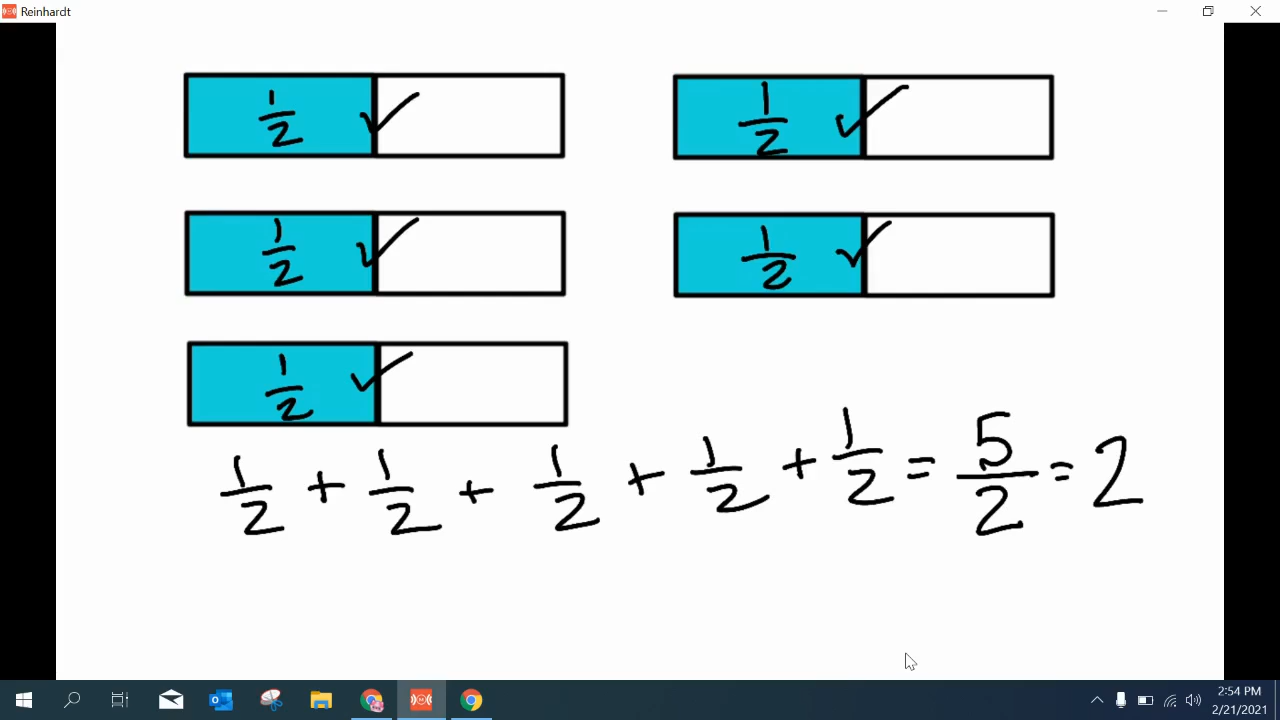 Reinhardt
1/2 1/2
1/2 1/2
1/2
1/2 + 1/2 + 1/2 + 1/2 + 1/2 = 5/2 = 2
2:54 PM
2/21/2021